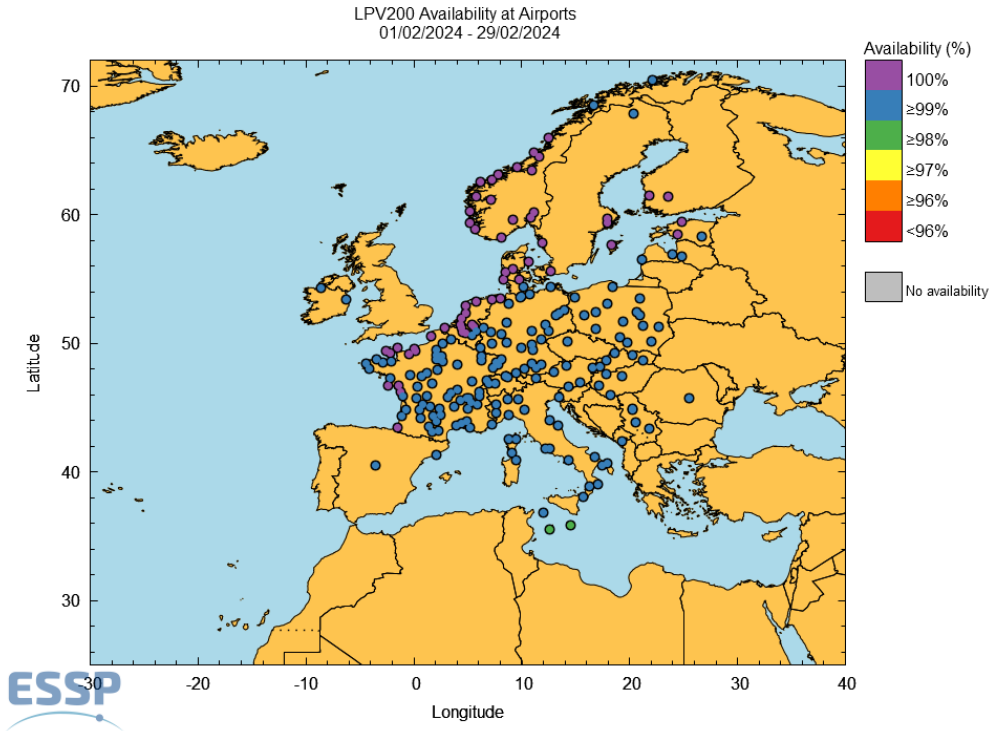 LPV200 Availability at Airports
01/02/2024 - 29/02/2024
Availability (%)
100%
≥99%
≥98%
≥97%
≥96%
<96%
No availability
Latitude
70
60
50
40
30
-30 -20 -10 0 10 20 30 40
Longitude
ESSP